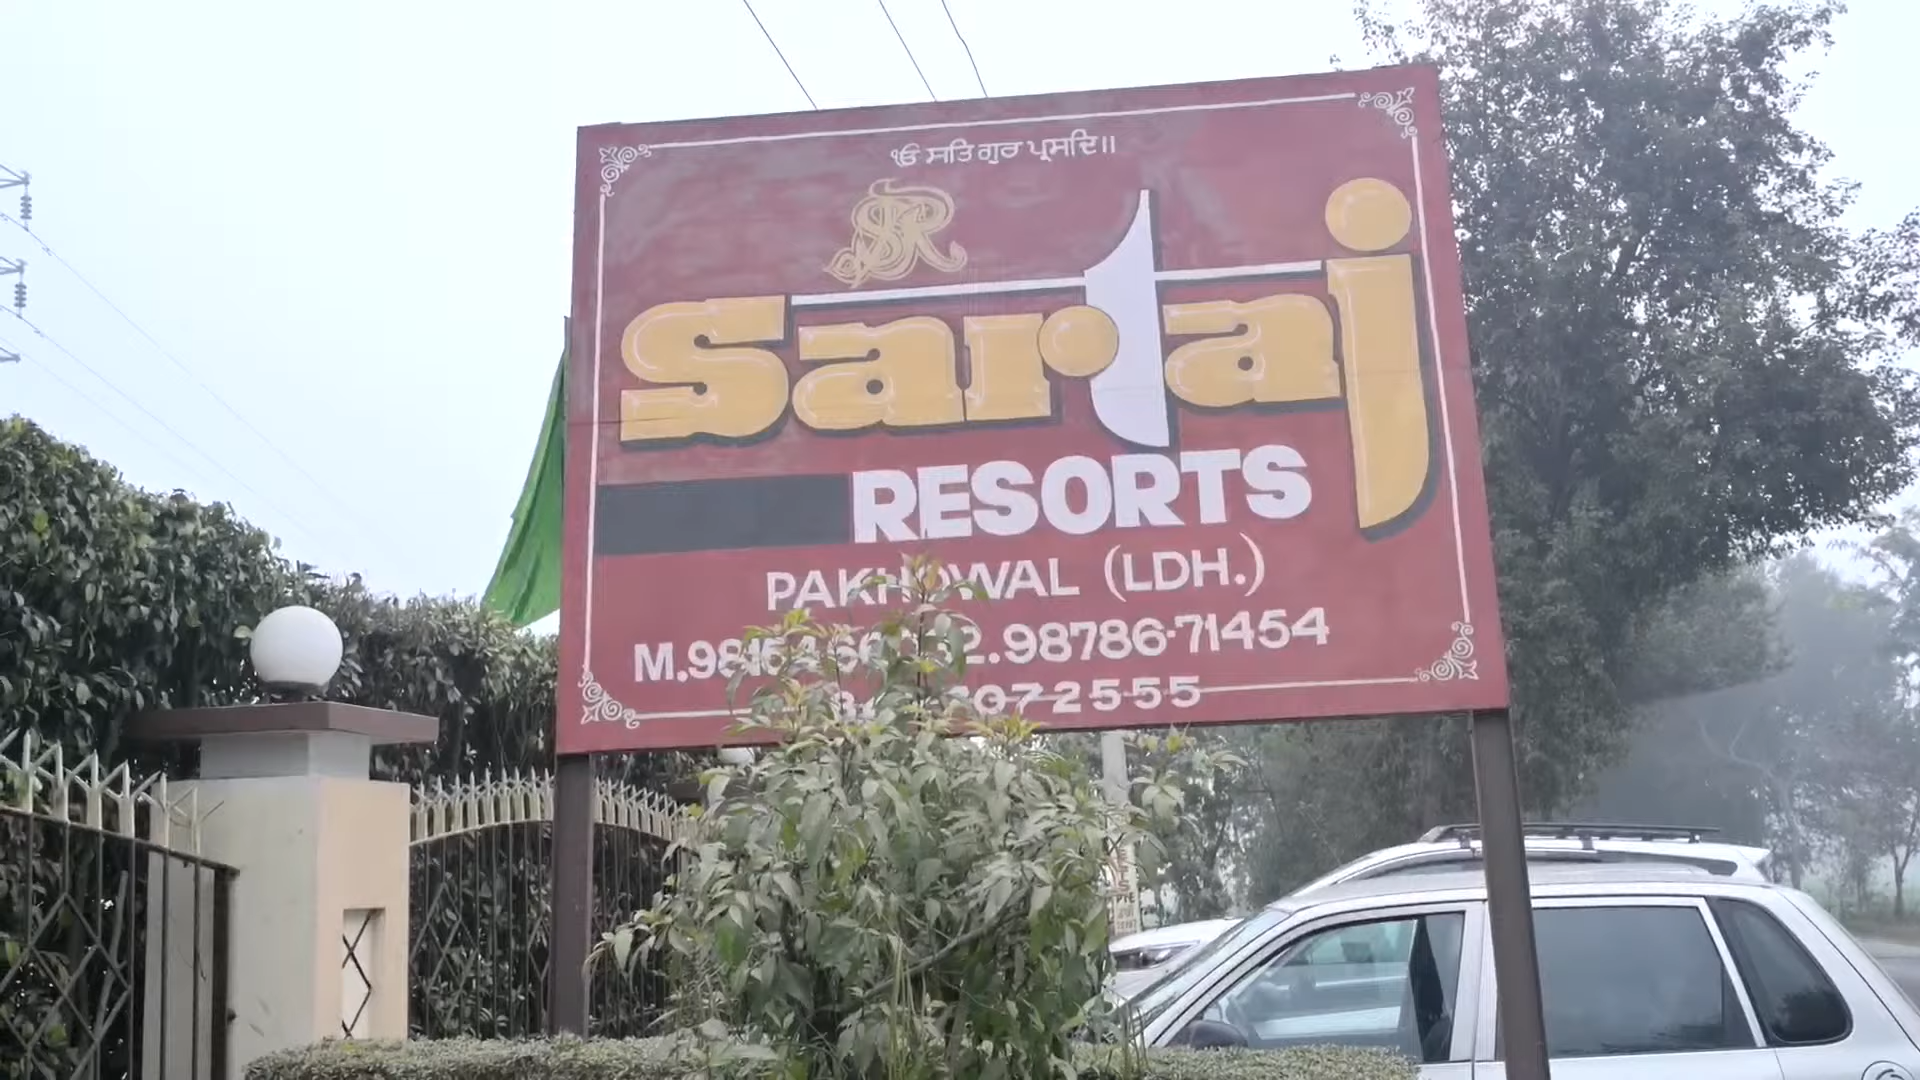 ੴ ਸਤਿ ਗੁਰ ਪ੍ਰਸਾਦਿ॥
SR
sartaj
RESORTS
PAKHOWAL (LDH.)
98786-71454